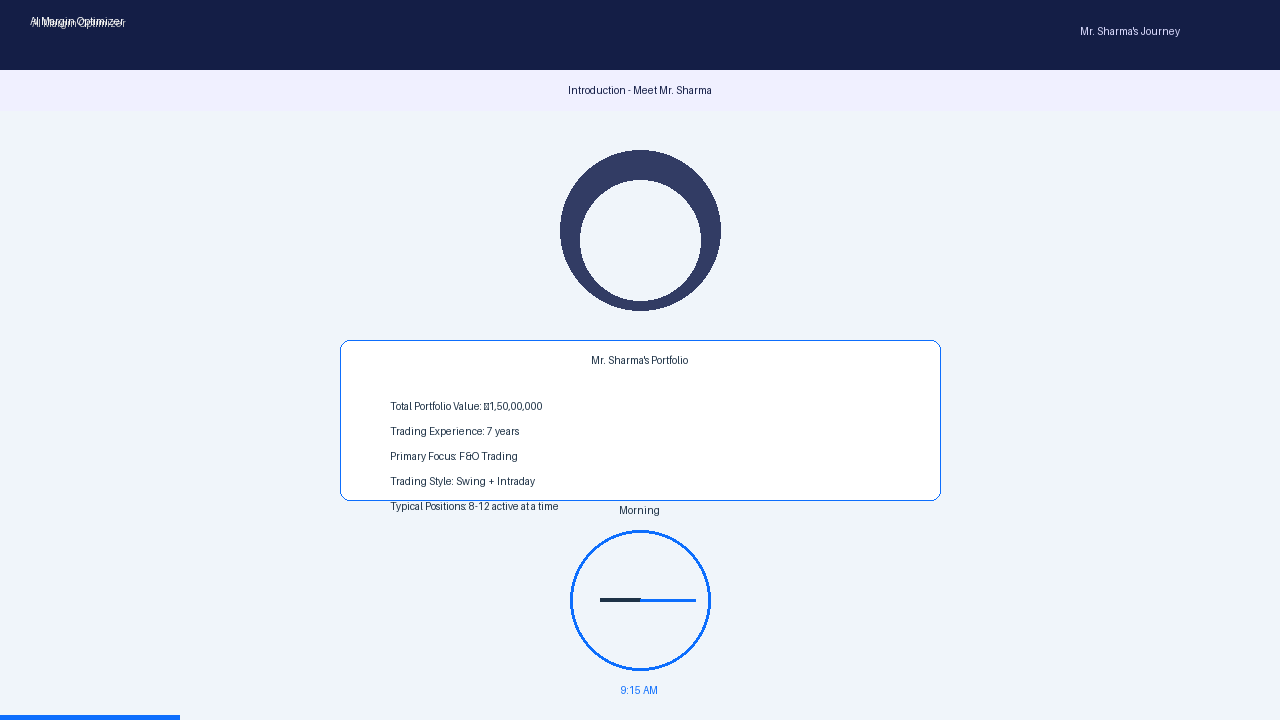 AI Margin Optimizer
Mr. Sharma's Journey
Introduction - Meet Mr. Sharma
Mr. Sharma's Portfolio
Total Portfolio Value: 1,50,00,000
Trading Experience: 7 years
Primary Focus: F&O Trading
Trading Style: Swing + Intraday
Typical Positions: 8-12 active at a time
Morning
9:15 AM